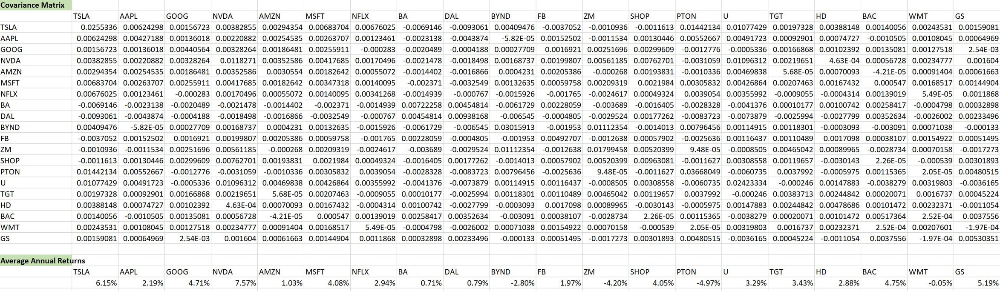 Covariance Matrix
TSLA AAPL GOOG NVDA AMZN MSFT NFLX BA DAL BYND FB ZM SHOP PTON U TGT HD BAC WMT GS
TSLA 0.0255336 0.00624298 0.00156723 0.00382855 0.00294354 0.00683704 0.00676025 -0.0069146 -0.0093061 0.00409476 -0.0037052 -0.0010936 -0.0011613 0.01442134 0.01077429 0.00197328 0.00388148 0.00140056 0.00243531 0.00159081
AAPL 0.00624298 0.00427188 0.00136018 0.00220882 0.00254535 0.00263707 0.00123461 -0.0023138 -0.0043874 -5.82E-05 0.00152502 -0.0011534 0.00130446 0.00552667 0.00491723 0.00092901 0.00074727 -0.0010505 0.00108045 0.00064969
GOOG 0.00156723 0.00136018 0.00440564 0.00328264 0.00186481 0.00255911 -0.000283 -0.0020489 -0.0004188 0.00027709 0.0016921 0.00251696 0.00299609 -0.0012776 -0.0005336 0.00166868 0.00102392 0.00135081 0.00127518 2.54E-03
NVDA 0.00382855 0.00220882 0.00328264 0.0118271 0.00352586 0.00417685 0.00170496 -0.0021478 -0.0018498 0.00168737 0.00199807 0.00561185 0.00762701 -0.0031059 0.01096312 0.00219651 4.63E-04 0.00056728 0.00234777 0.001604
AMZN 0.00294354 0.00254535 0.00186481 0.00352586 0.0030554 0.00182642 0.00055072 -0.0014402 -0.0016866 0.0004231 0.00205386 -0.000268 0.00193831 -0.0010336 0.00469838 5.68E-05 0.00070093 -4.21E-05 0.00091404 0.00061663
MSFT 0.00683704 0.00263707 0.00255911 0.00417685 0.00182642 0.00347318 0.00140095 -0.002371 -0.0032549 0.00132635 0.00059758 0.00209319 0.0021984 0.00305832 0.00426864 0.00207463 0.00167432 0.000547 0.00168517 0.00144904
NFLX 0.00676025 0.00123461 -0.000283 0.00170496 0.00055072 0.00140095 0.00341268 -0.0014939 -0.000767 -0.0015926 -0.001765 -0.0024617 0.00049324 0.0039054 0.00355992 -0.0009055 -0.0004314 0.00139019 5.49E-05 0.0011868
BA -0.0069146 -0.0023138 -0.0020489 -0.0021478 -0.0014402 -0.002371 -0.0014939 0.00722258 0.00454814 -0.0061729 0.00228059 -0.003689 -0.0016405 -0.0028328 -0.0041376 0.00010177 0.00100742 0.00258417 -0.0004798 0.00032898
DAL -0.0093061 -0.0043874 -0.0004188 -0.0018498 -0.0016866 -0.0032549 -0.000767 0.00454814 0.00938168 -0.006545 -0.0004805 -0.0029524 0.00177262 -0.0083723 -0.0073879 -0.0025994 -0.0027799 0.00352634 -0.0026002 0.00233496
BYND 0.00409476 -5.82E-05 0.00027709 0.00168737 0.0004231 0.00132635 -0.0015926 -0.0061729 -0.006545 0.03015913 -0.001953 0.01112354 -0.0014013 0.00796456 0.00114915 0.00118301 -0.0003093 -0.003091 0.00071038 -0.000133
FB -0.0037052 0.00152502 0.0016921 0.00199807 0.00205386 0.00059758 -0.001765 0.00228059 -0.0004805 -0.001953 0.00492707 -0.0012638 0.00057902 -0.0025636 0.00116437 0.00110489 0.0017098 0.00038107 0.00154922 0.00051495
ZM -0.0010936 -0.0011534 0.00251696 0.00561185 -0.000268 0.00209319 -0.0024617 -0.003689 -0.0029524 0.01112354 -0.0012638 0.01799458 0.00520399 9.48E-05 -0.0008505 0.00465042 0.00089965 -0.0028734 0.00070158 -0.0017273
SHOP -0.0011613 0.00130446 0.00299609 0.00762701 0.00193831 0.0021984 0.00049324 -0.0016405 0.00177262 -0.0014013 0.00057902 0.00520399 0.00963081 -0.0011627 0.00308558 0.00119657 -0.0030143 2.26E-05 -0.000539 0.00301893
PTON 0.01442134 0.00552667 -0.0012776 -0.0031059 -0.0010336 0.00305832 0.0039054 -0.0028328 -0.0083723 0.00796456 -0.0025636 9.48E-05 -0.0011627 0.03668049 -0.0060735 0.0037992 -0.0005975 0.00115365 2.05E-05 0.00480515
U 0.01077429 0.00491723 -0.0005336 0.01096312 0.00469838 0.00426864 0.00355992 -0.0041376 -0.0073879 0.00114915 0.00116437 -0.0008505 0.00308558 -0.0060735 0.02423334 -0.000246 0.00147883 -0.0038279 0.00319803 -0.0036165
TGT 0.00197328 0.00092901 0.00166868 0.00219651 5.68E-05 0.00207463 -0.0009055 0.00010177 -0.0025994 0.00118301 0.00110489 0.00465042 0.00119657 0.0037992 -0.000246 0.00383713 0.00244842 0.00020071 0.0016737 0.00045224
HD 0.00388148 0.00074727 0.00102392 4.63E-04 0.00070093 0.00167432 -0.0004314 0.00100742 -0.0027799 -0.0003093 0.0017098 0.00089965 -0.0030143 -0.0005975 0.00147883 0.00244842 0.00478686 0.00101472 0.00232371 -0.0011054
BAC 0.00140056 -0.0010505 0.00135081 0.00056728 -4.21E-05 0.000547 0.00139019 0.00258417 0.00352634 -0.003091 0.00038107 -0.0028734 2.26E-05 0.00115365 -0.0038279 0.00020071 0.00101472 0.00517364 2.52E-04 0.0037556
WMT 0.00243531 0.00108045 0.00127518 0.00234777 0.00091404 0.00168517 5.49E-05 -0.0004798 -0.0026002 0.00071038 0.00154922 0.00070158 -0.000539 2.05E-05 0.00319803 0.0016737 0.00232371 2.52E-04 0.00207601 -1.97E-04
GS 0.00159081 0.00064969 2.54E-03 0.001604 0.00061663 0.00144904 0.0011868 0.00032898 0.00233496 -0.000133 0.00051495 -0.0017273 0.00301893 0.00480515 -0.0036165 0.00045224 -0.0011054 0.0037556 -1.97E-04 0.00530351
Average Annual Returns
TSLA AAPL GOOG NVDA AMZN MSFT NFLX BA DAL BYND FB ZM SHOP PTON U TGT HD BAC WMT GS
6.15% 2.19% 4.71% 7.57% 1.03% 4.08% 2.94% 0.71% 0.79% -2.80% 1.97% -4.20% 4.05% -4.97% 3.29% 3.43% 2.88% 4.75% -0.05% 5.19%